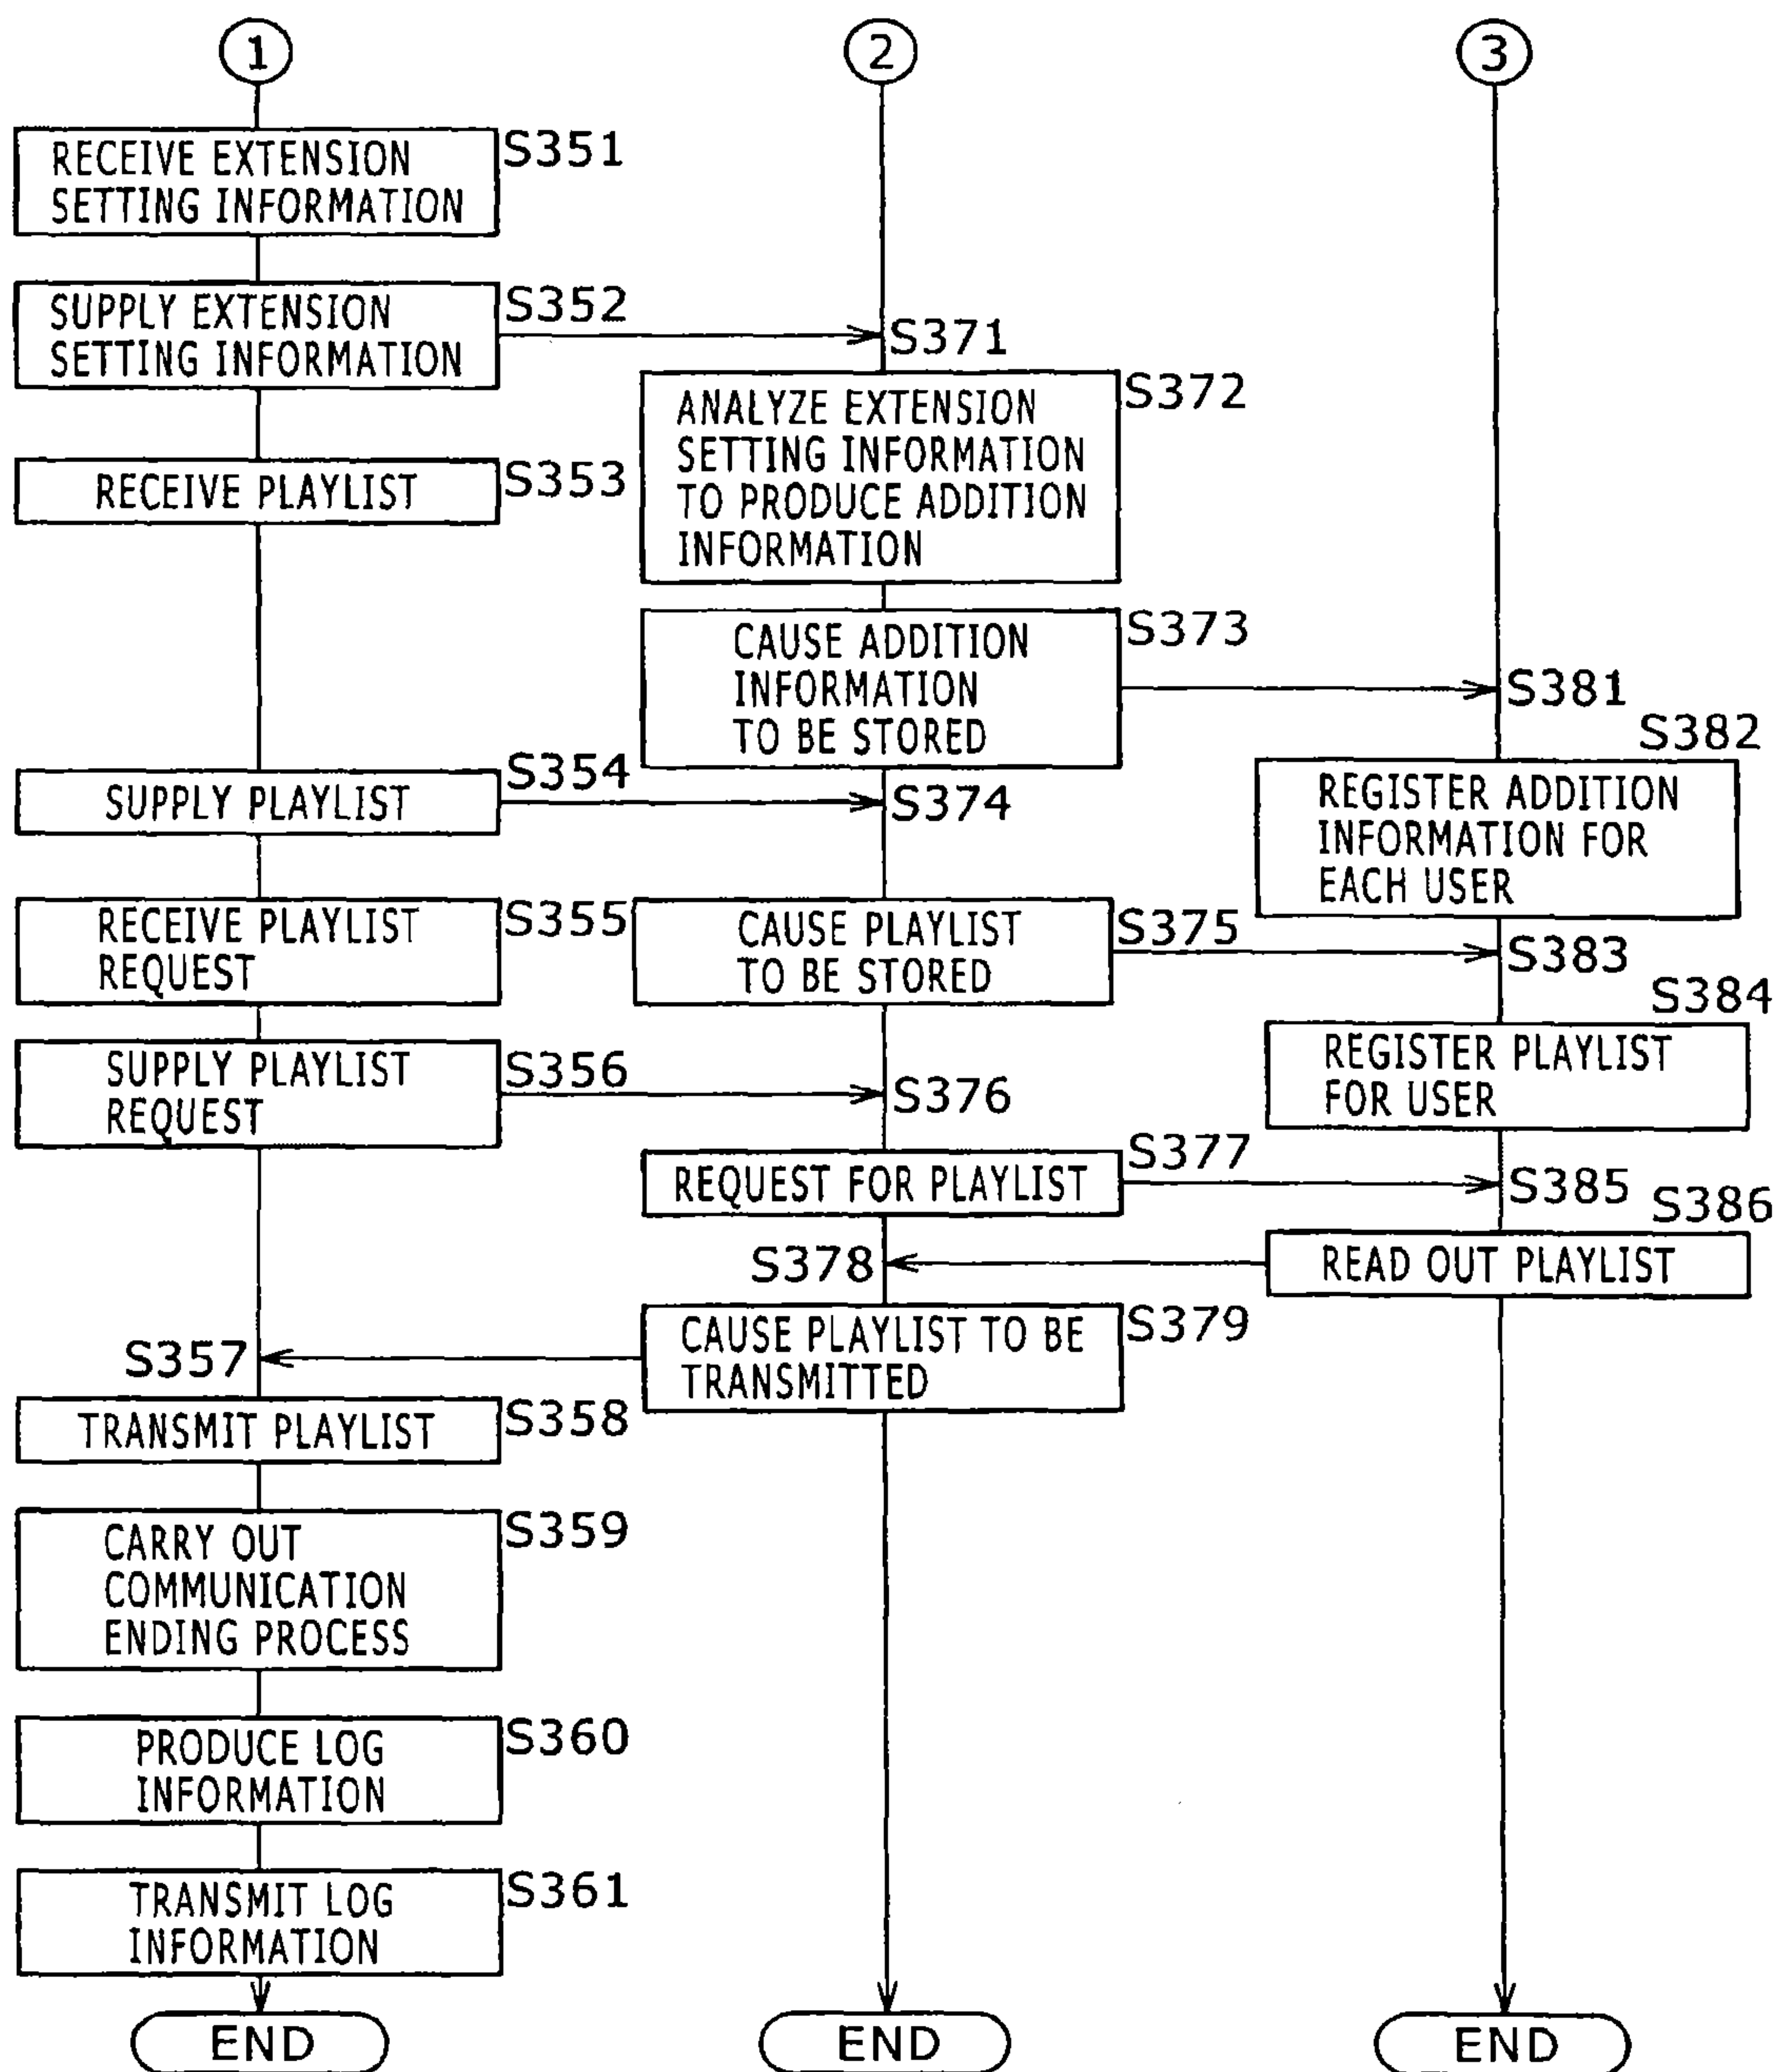 1
2
3
RECEIVE EXTENSION
SETTING INFORMATION
S351
SUPPLY EXTENSION
SETTING INFORMATION
S352
S371
ANALYZE EXTENSION
SETTING INFORMATION
TO PRODUCE ADDITION
INFORMATION
S372
RECEIVE PLAYLIST
S353
CAUSE ADDITION
INFORMATION
TO BE STORED
S373
S381
S382
REGISTER ADDITION
INFORMATION FOR
EACH USER
SUPPLY PLAYLIST
S354
S374
RECEIVE PLAYLIST
REQUEST
S355
CAUSE PLAYLIST
TO BE STORED
S375
S383
S384
REGISTER PLAYLIST
FOR USER
SUPPLY PLAYLIST
REQUEST
S356
S376
REQUEST FOR PLAYLIST
S377
S385
S386
READ OUT PLAYLIST
S378
CAUSE PLAYLIST TO BE
TRANSMITTED
S379
S357
TRANSMIT PLAYLIST
S358
CARRY OUT
COMMUNICATION
ENDING PROCESS
S359
PRODUCE LOG
INFORMATION
S360
TRANSMIT LOG
INFORMATION
S361
END
END
END